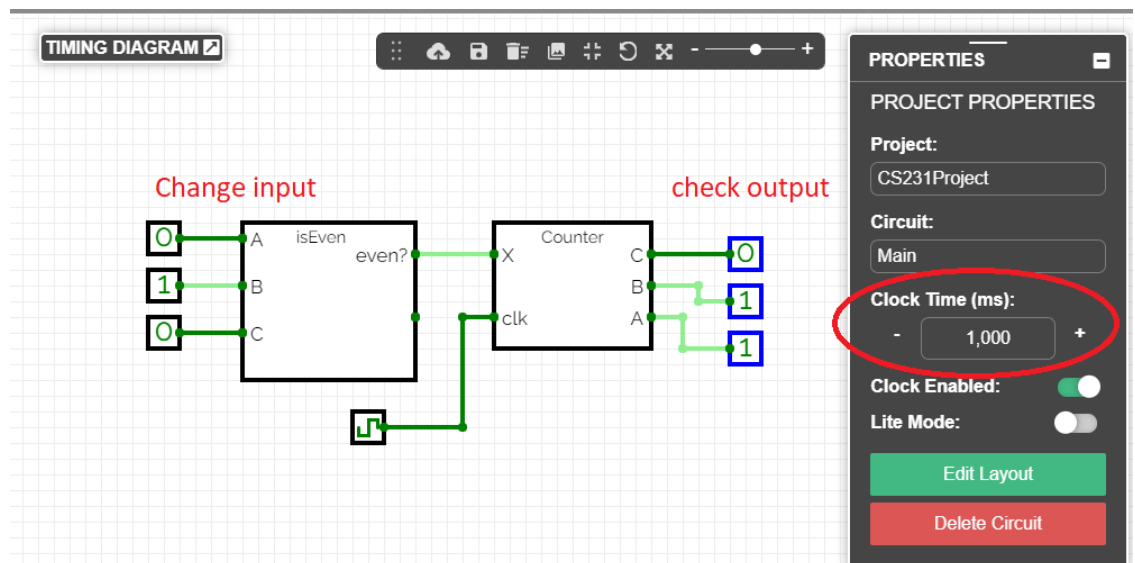 TIMING DIAGRAM
- +
PROPERTIES
PROJECT PROPERTIES
Project:
CS231Project
Circuit:
Main
Clock Time (ms):
- 1,000 +
Clock Enabled:
Lite Mode:
Edit Layout
Delete Circuit
Change input
check output
0
1
0
A
B
C
isEven
even?
Counter
X
clk
C
B
A
0
1
1